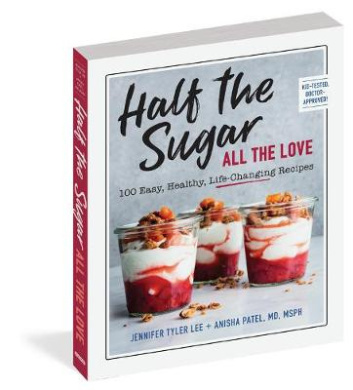 Half the
Sugar
ALL THE LOVE
100 Easy, Healthy, Life-Changing Recipes
KID-TESTED,
DOCTOR-
APPROVED!
JENNIFER TYLER LEE + ANISHA PATEL, MD, MSPH
Half the Sugar ALL THE LOVE